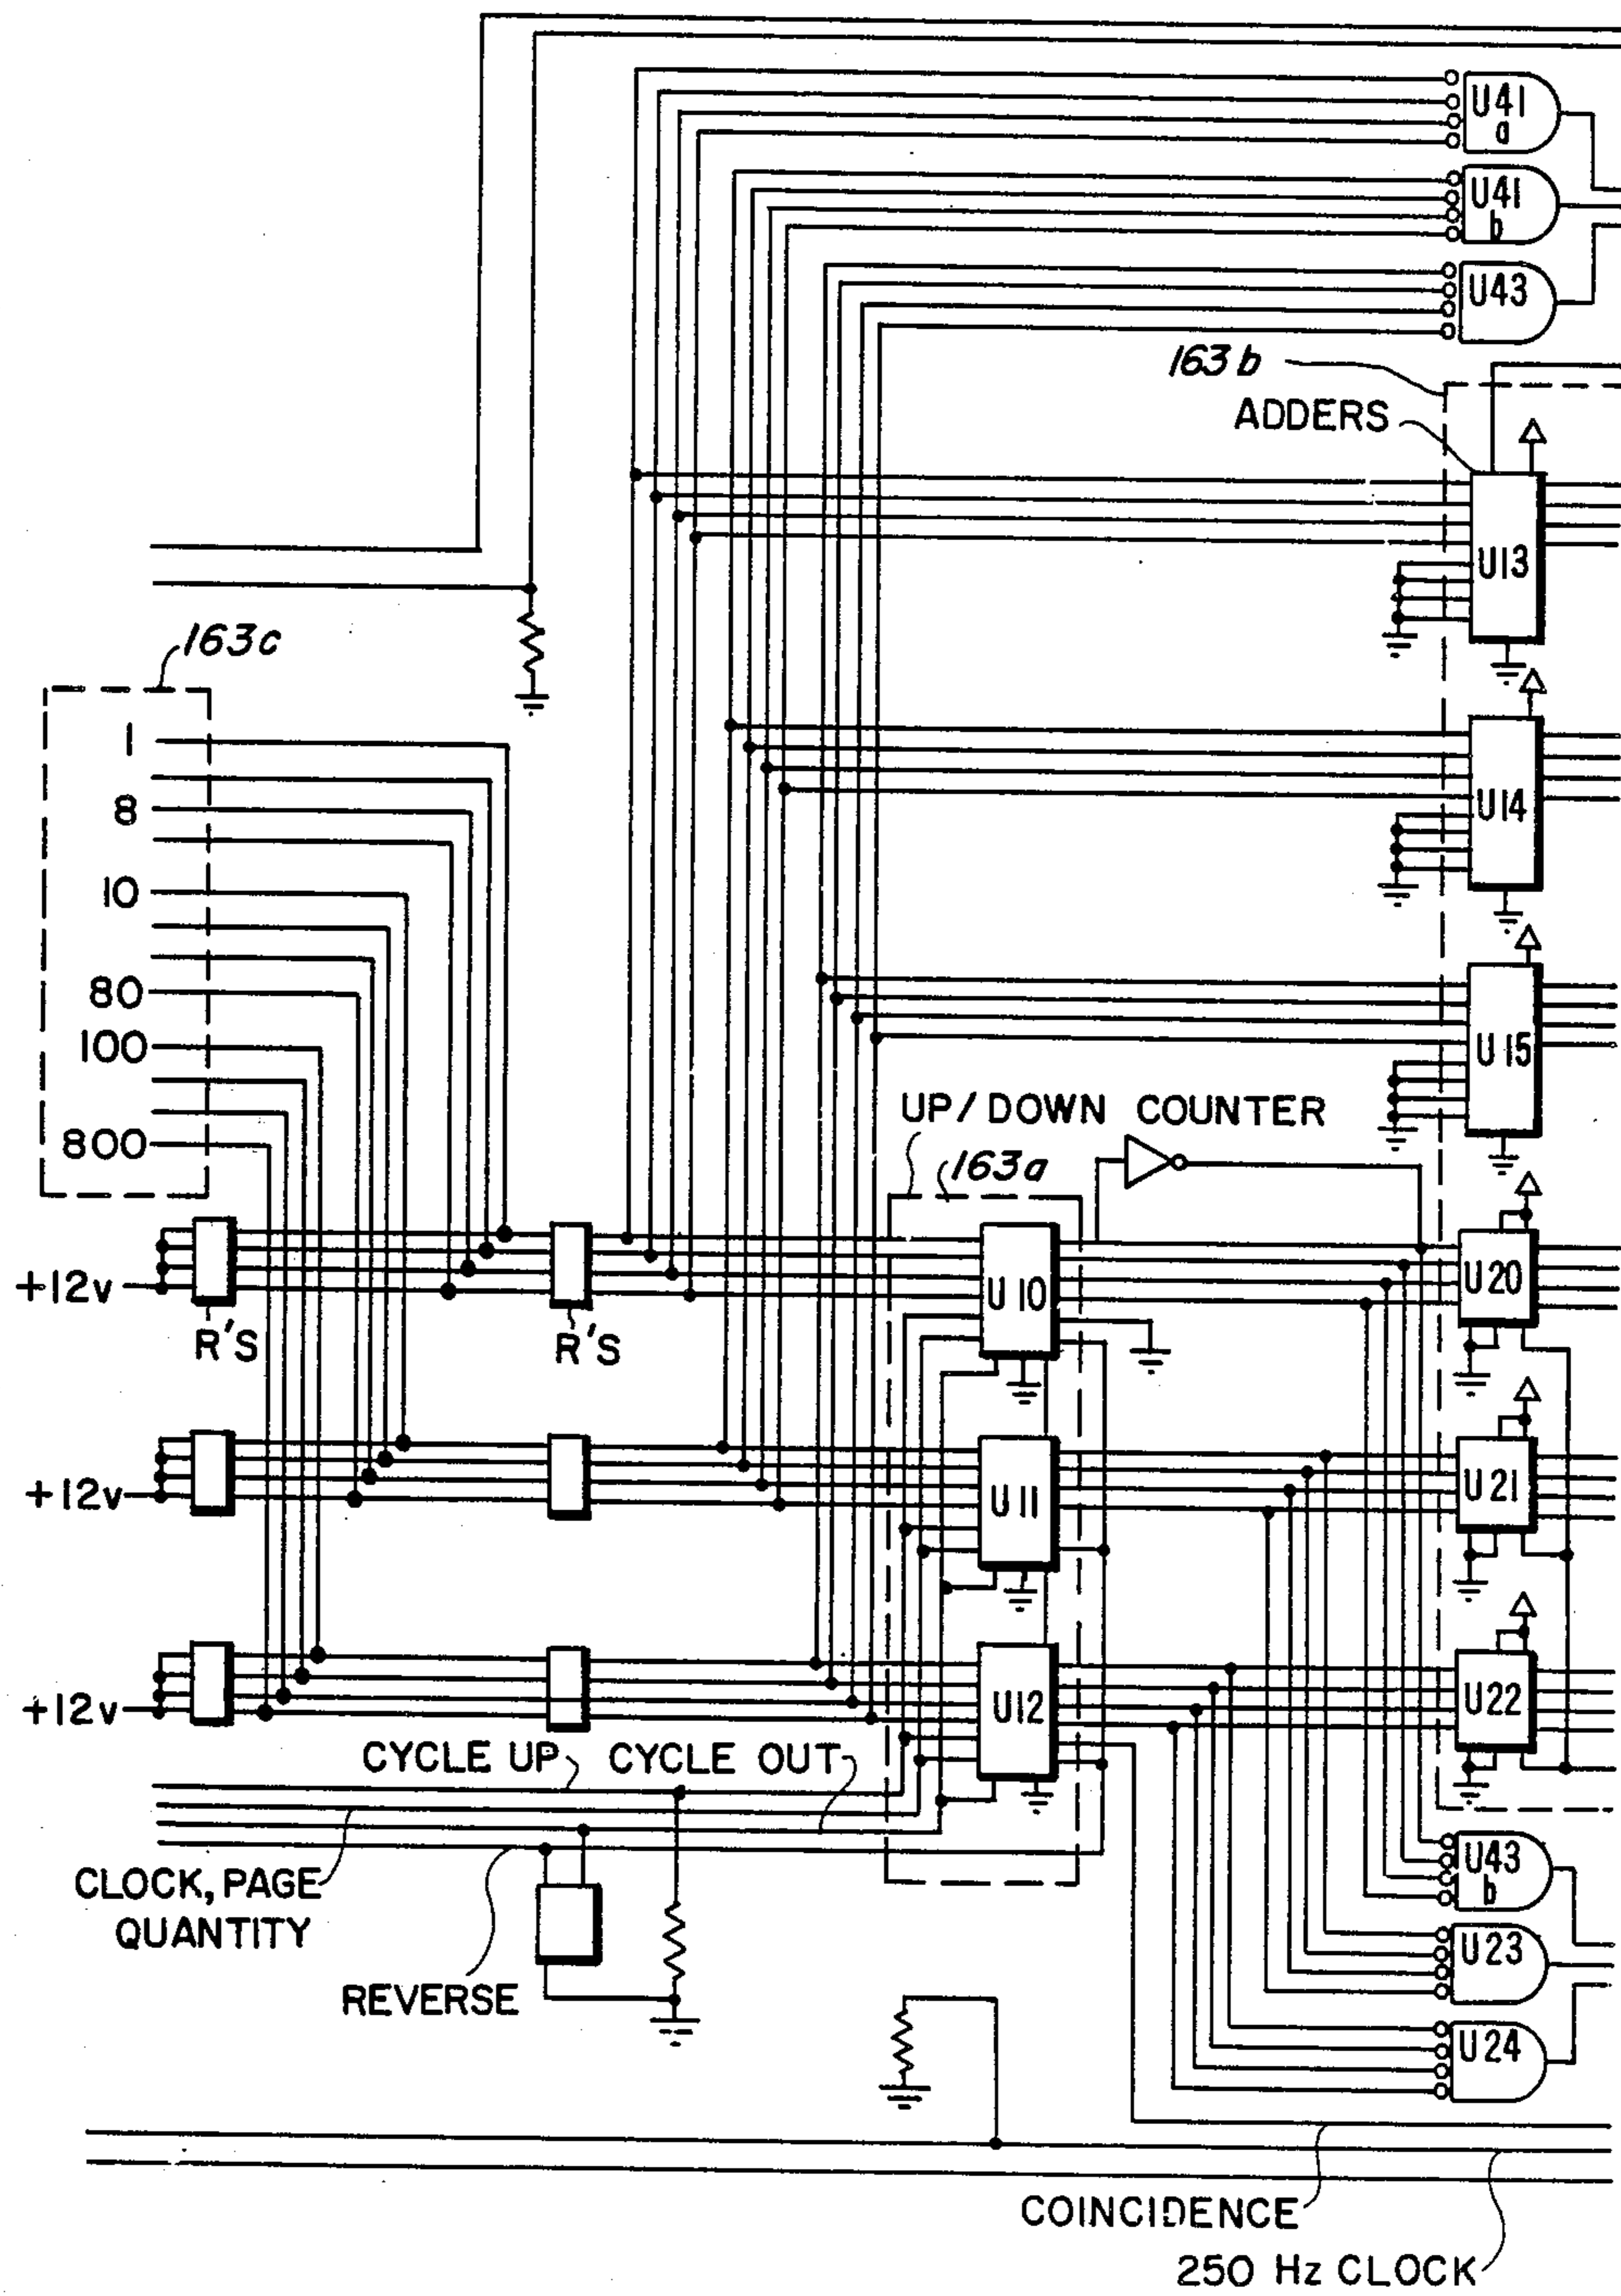 U41
a
U41
b
U43
163b
ADDERS
U13
163c
1
8
U14
10
80
100
U15
800
UP/DOWN COUNTER
163a
+12v
R'S
R'S
U10
U20
+12v
U11
U21
+12v
U12
U22
CYCLE UP
CYCLE OUT
CLOCK, PAGE
QUANTITY
REVERSE
U43
b
U23
U24
COINCIDENCE
250 Hz CLOCK